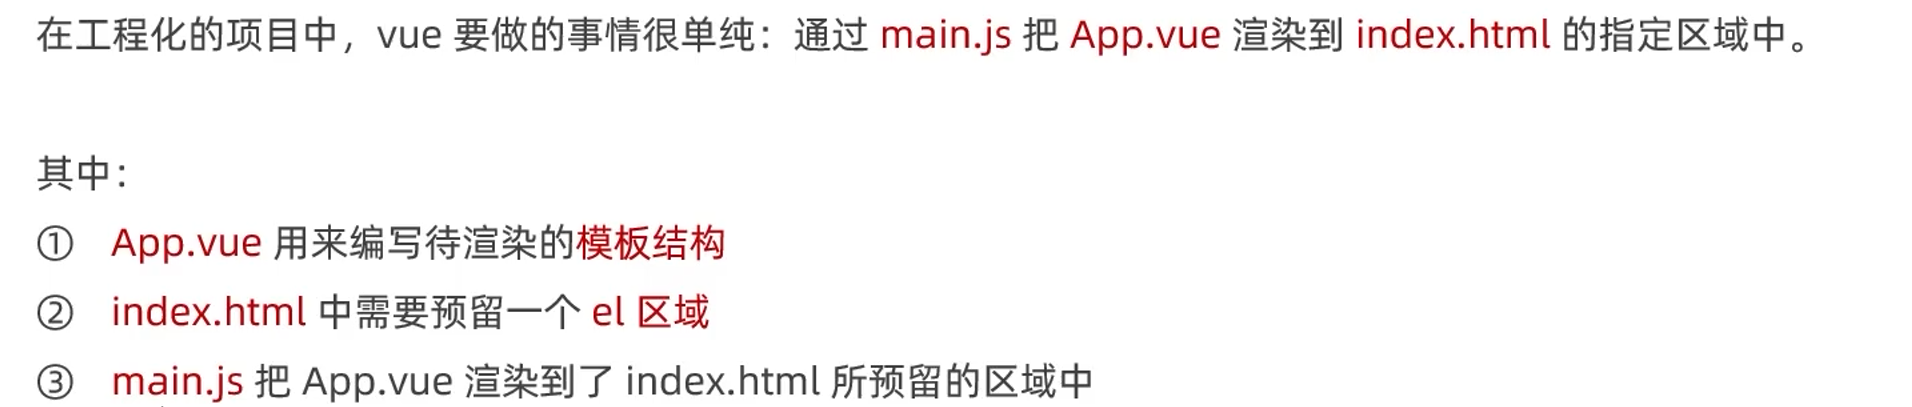 在工程化的项目中，vue 要做的事情很单纯：通过 main.js 把 App.vue 渲染到 index.html 的指定区域中。
其中：
① App.vue 用来编写待渲染的模板结构
② index.html 中需要预留一个 el 区域
③ main.js 把 App.vue 渲染到了 index.html 所预留的区域中